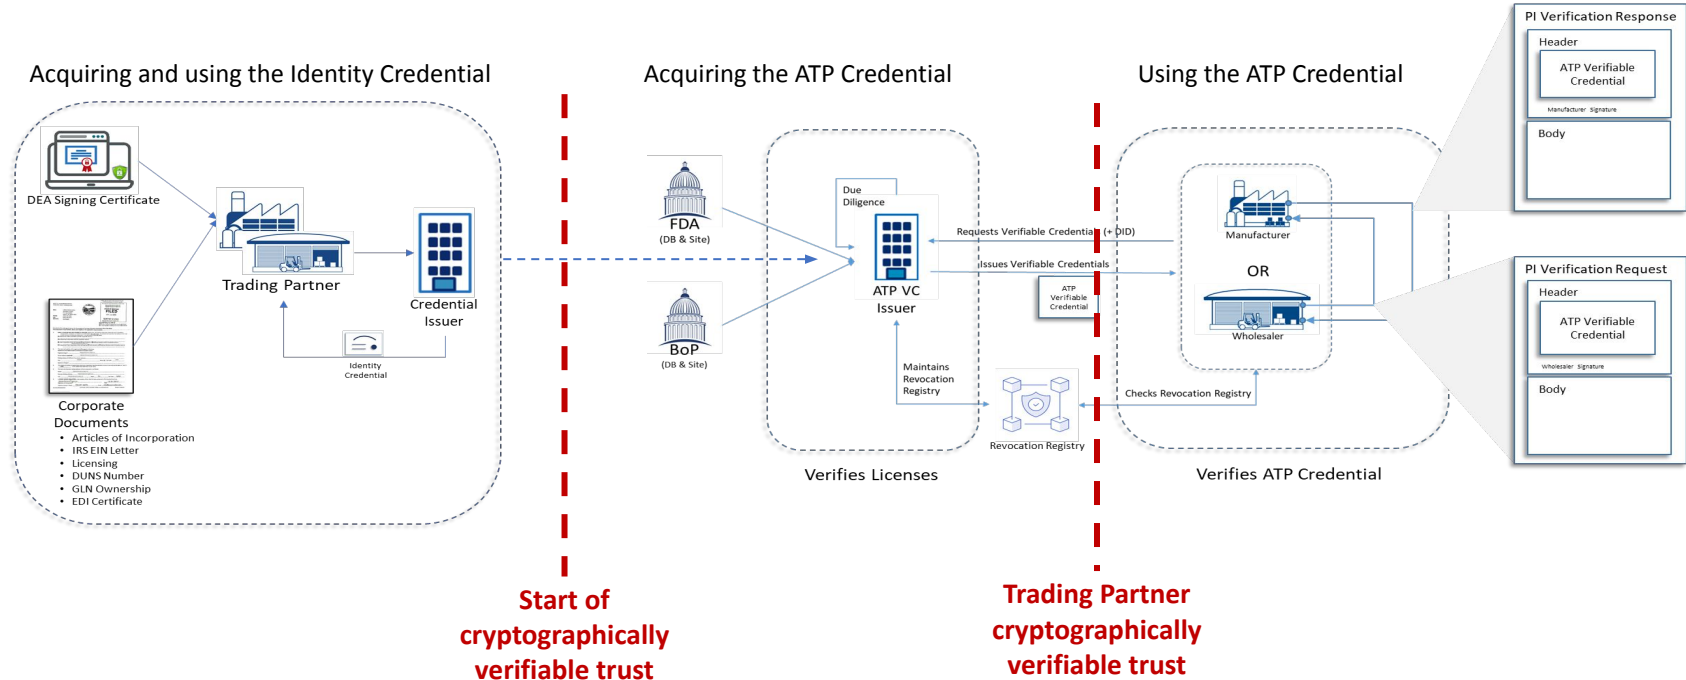 Acquiring and using the Identity Credential
DEA Signing Certificate
Trading Partner
Credential
Issuer
Identity
Credential
Corporate
Documents
• Articles of Incorporation
• IRS EIN Letter
• Licensing
• DUNS Number
• GLN Ownership
• EDI Certificate
Start of
cryptographically
verifiable trust
Acquiring the ATP Credential
FDA
(DB & Site)
BoP
(DB & Site)
Due
Diligence
ATP VC
Issuer
Requests Verifiable Credential (+ DID)
Issues Verifiable Credentials
ATP
Verifiable
Credential
Maintains
Revocation
Registry
Revocation Registry
Verifies Licenses
Trading Partner
cryptographically
verifiable trust
Using the ATP Credential
Manufacturer
OR
Wholesaler
Checks Revocation Registry
Verifies ATP Credential
PI Verification Response
Header
ATP Verifiable
Credential
Manufacturer Signature
Body
PI Verification Request
Header
ATP Verifiable
Credential
Wholesaler Signature
Body